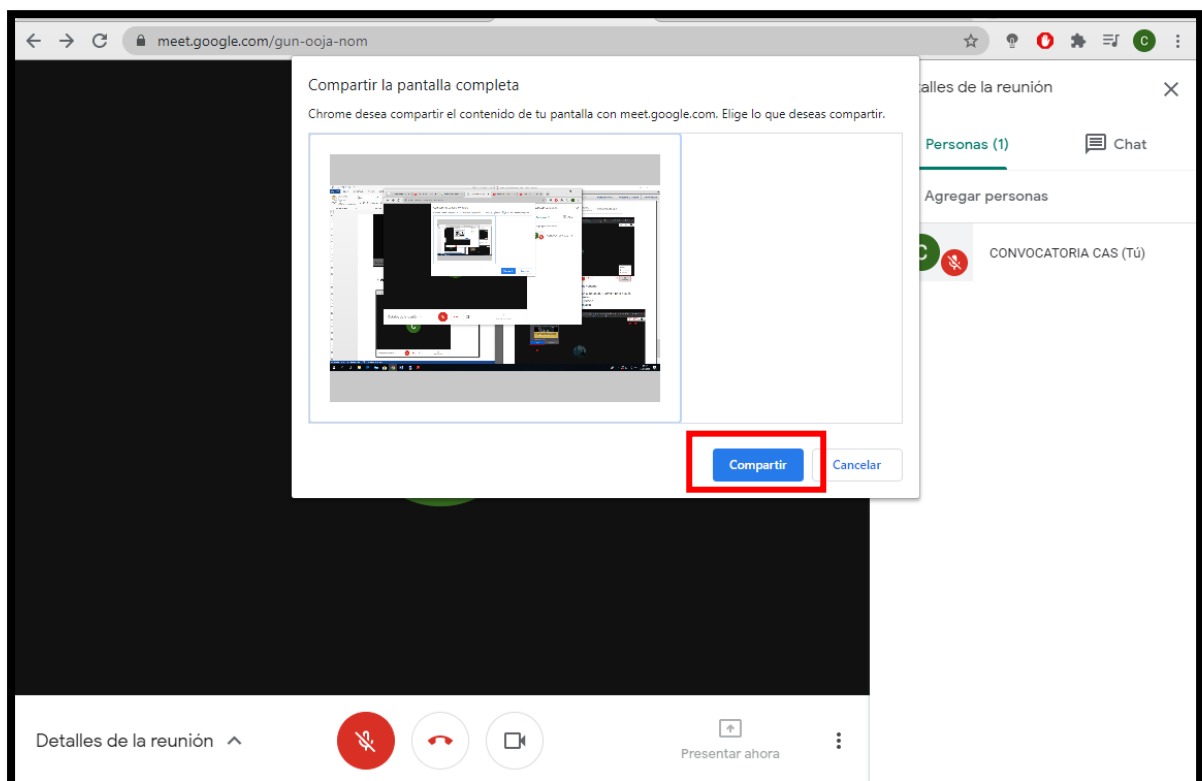 meet.google.com/gun-ooja-nom
C
Compartir la pantalla completa
Chrome desea compartir el contenido de tu pantalla con meet.google.com. Elige lo que deseas compartir.
Compartir
Cancelar
alles de la reunión
Personas (1)
Chat
Agregar personas
C
CONVOCATORIA CAS (Tú)
Detalles de la reunión
Presentar ahora